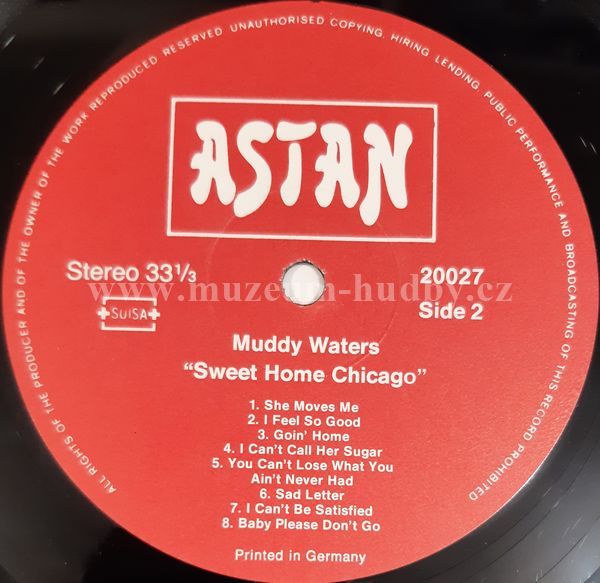 ALL RIGHTS OF THE PRODUCER AND OF THE OWNER OF THE WORK REPRODUCED RESERVED UNAUTHORISED COPYING, HIRING, LENDING, PUBLIC PERFORMANCE AND BROADCASTING OF THIS RECORD PROHIBITED
ASTAN
Stereo 33 1/3
20027
www.muzeum-hudby.cz
SUISA
Side 2
Muddy Waters
“Sweet Home Chicago”
1. She Moves Me
2. I Feel So Good
3. Goin' Home
4. I Can't Call Her Sugar
5. You Can't Lose What You
Ain't Never Had
6. Sad Letter
7. I Can't Be Satisfied
8. Baby Please Don't Go
Printed in Germany